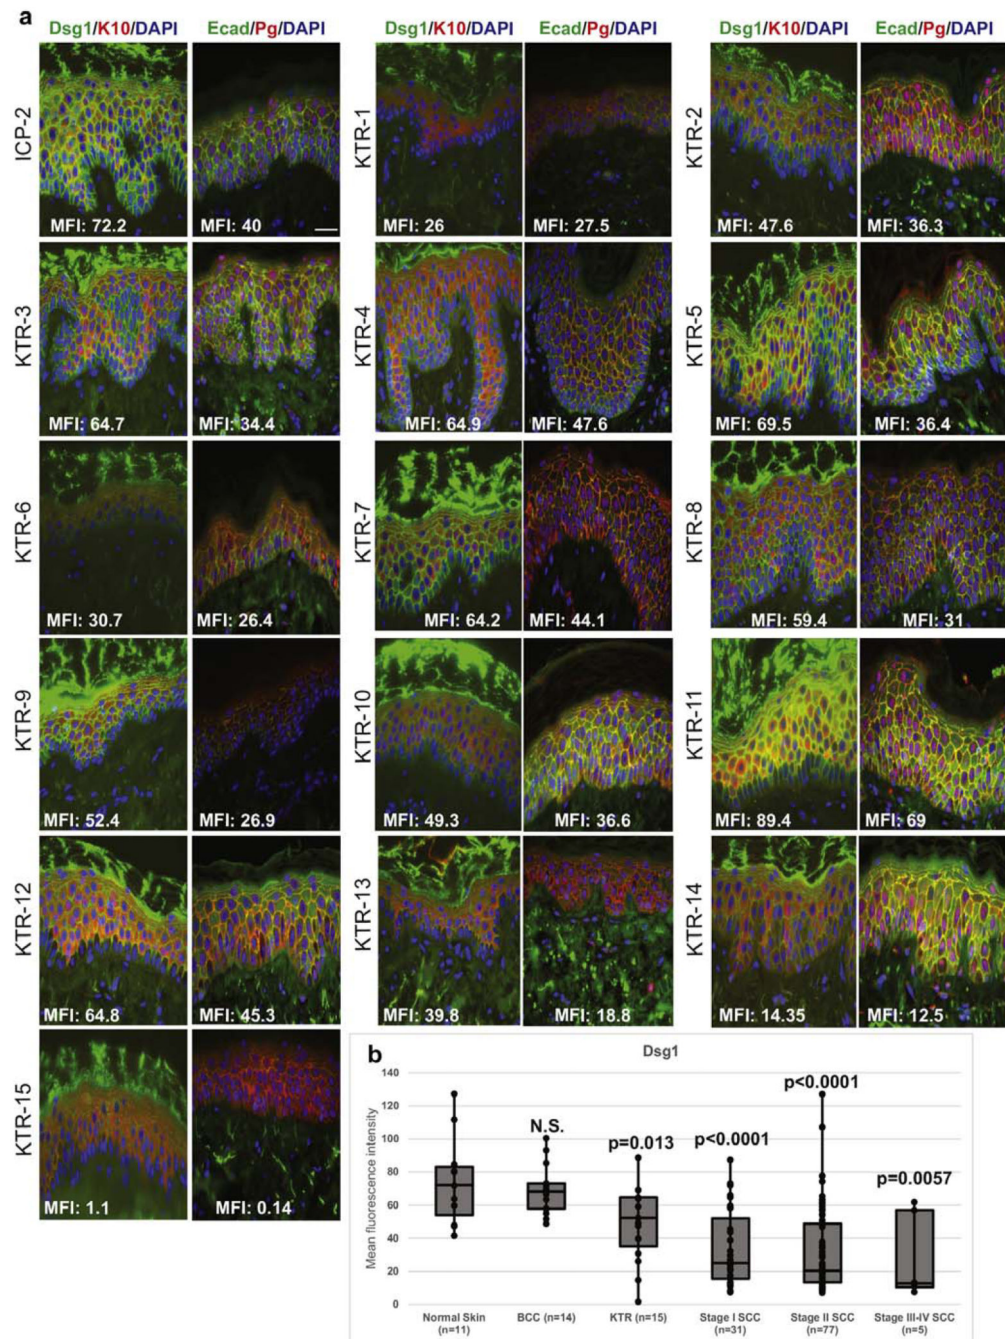 a
Dsg1/K10/DAPI Ecad/Pg/DAPI Dsg1/K10/DAPI Ecad/Pg/DAPI Dsg1/K10/DAPI Ecad/Pg/DAPI
ICP-2 MFI: 72.2 MFI: 40 KTR-1 MFI: 26 MFI: 27.5 KTR-2 MFI: 47.6 MFI: 36.3
KTR-3 MFI: 64.7 MFI: 34.4 KTR-4 MFI: 64.9 MFI: 47.6 KTR-5 MFI: 69.5 MFI: 36.4
KTR-6 MFI: 30.7 MFI: 26.4 KTR-7 MFI: 64.2 MFI: 44.1 KTR-8 MFI: 59.4 MFI: 31
KTR-9 MFI: 52.4 MFI: 26.9 KTR-10 MFI: 49.3 MFI: 36.6 KTR-11 MFI: 89.4 MFI: 69
KTR-12 MFI: 64.8 MFI: 45.3 KTR-13 MFI: 39.8 MFI: 18.8 KTR-14 MFI: 14.35 MFI: 12.5
KTR-15 MFI: 1.1 MFI: 0.14
b
Dsg1
Mean fluorescence intensity
140
120
100
80
60
40
20
0
N.S.
p=0.013
p<0.0001
p<0.0001
p=0.0057
Normal Skin BCC (n=14) KTR (n=15) Stage I SCC Stage II SCC Stage III-IV SCC
(n=11) (n=31) (n=77) (n=5)